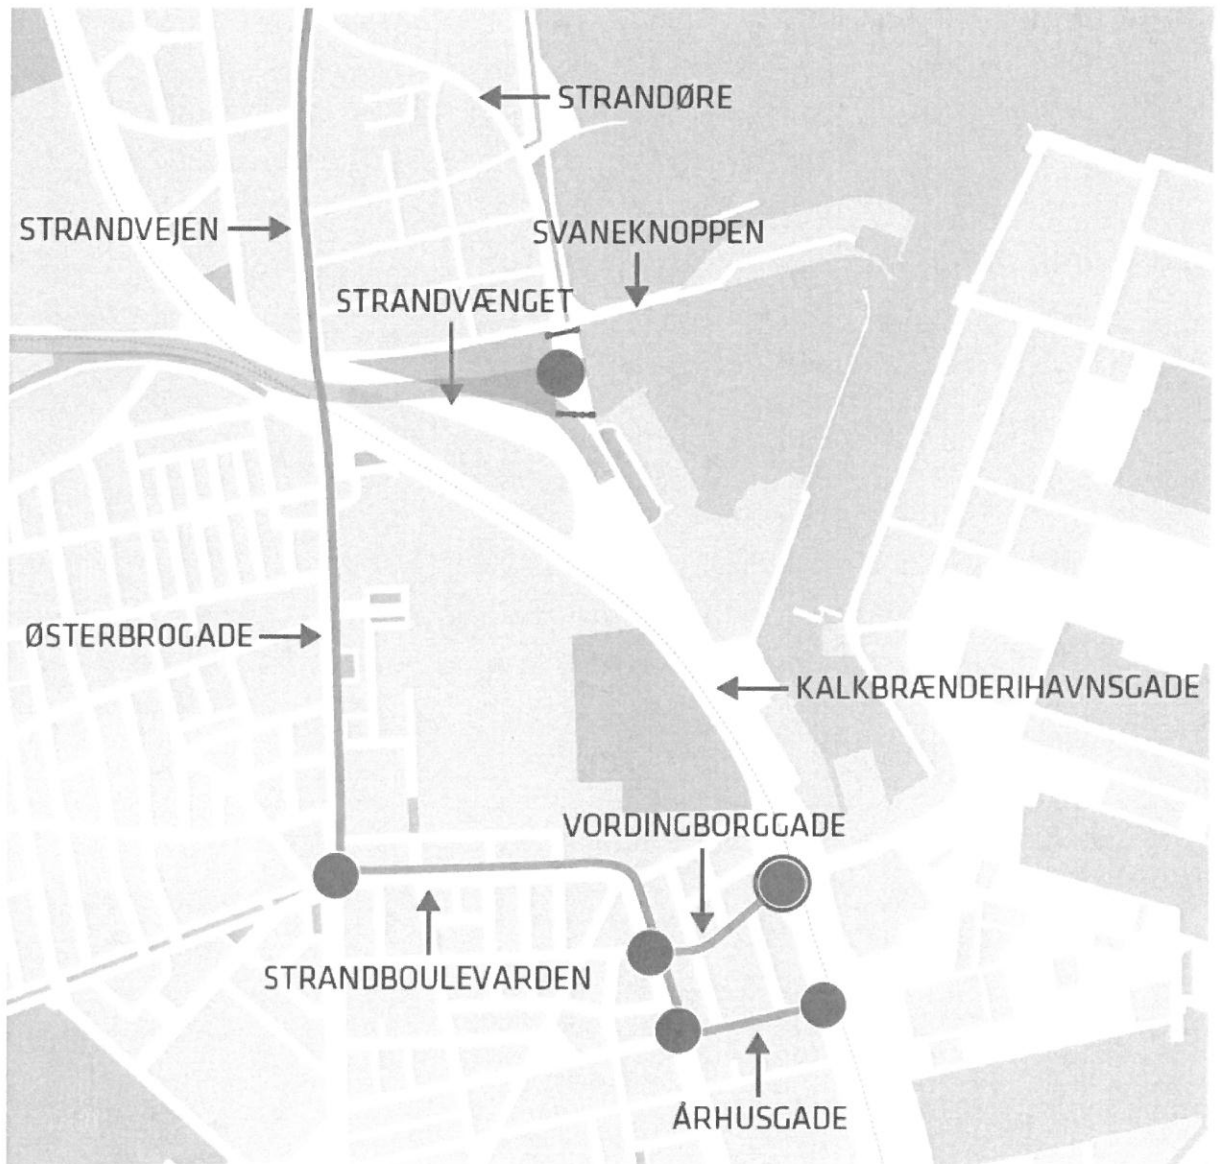 STRANDØRE
STRANDVEJEN
SVANEKNOPPEN
STRANDVÆNGET
ØSTERBROGADE
KALKBRÆNDERIHAVNSGADE
VORDINGBORGGADE
STRANDBOULEVARDEN
ÅRHUSGADE